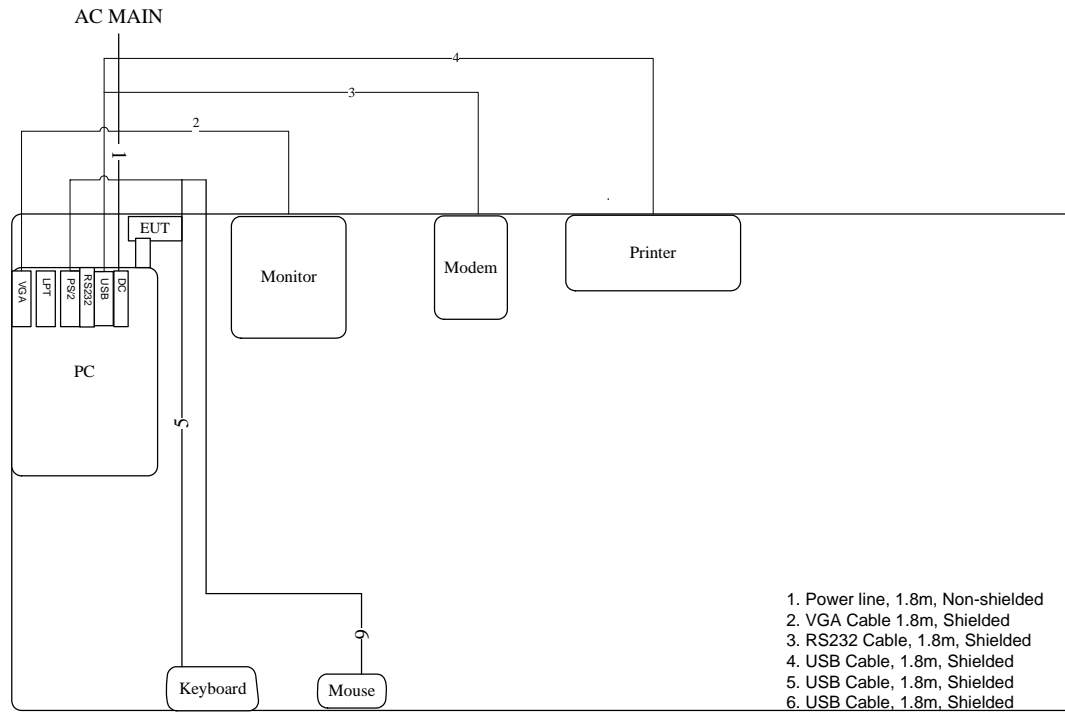 AC MAIN
4
3
2
1
EUT
Monitor
Modem
Printer
VGA
LPT
PS/2
RS232
USB
DC
PC
5
6
Keyboard
Mouse
1. Power line, 1.8m, Non-shielded
2. VGA Cable 1.8m, Shielded
3. RS232 Cable, 1.8m, Shielded
4. USB Cable, 1.8m, Shielded
5. USB Cable, 1.8m, Shielded
6. USB Cable, 1.8m, Shielded